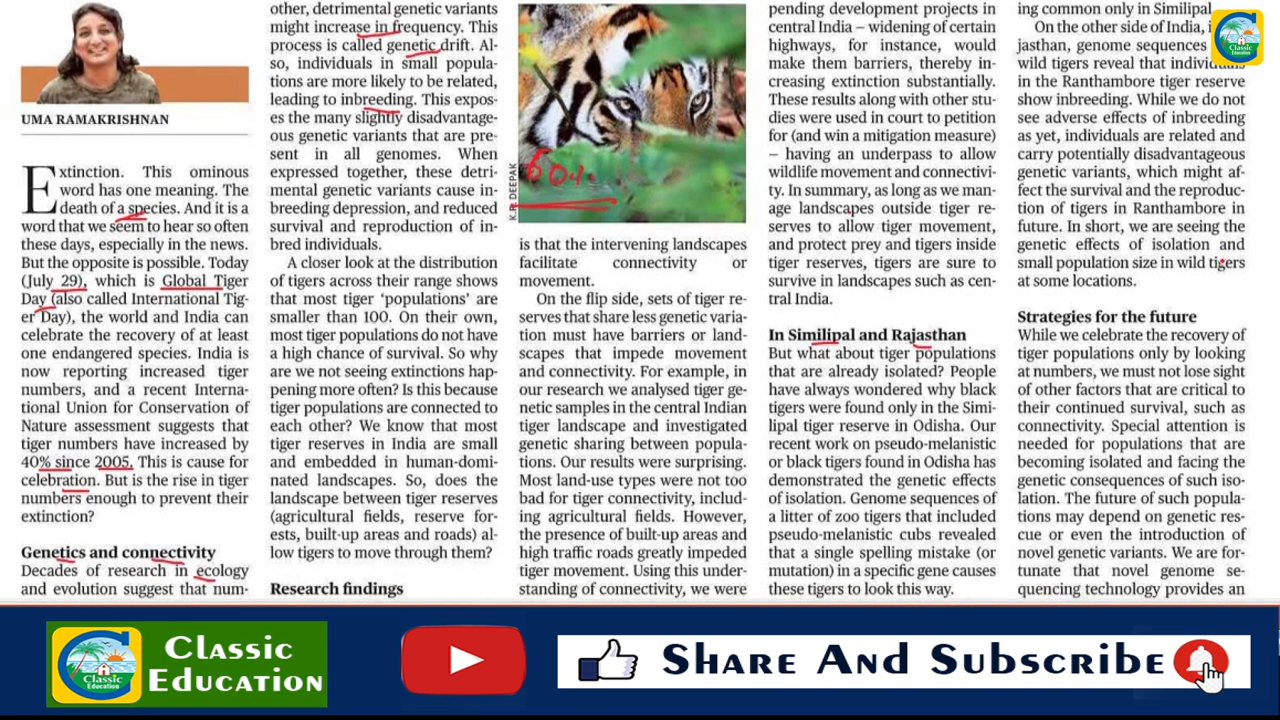 UMA RAMAKRISHNAN
Extinction. This ominous
word has one meaning. The
death of a species. And it is a
word that we seem to hear so often
these days, especially in the news.
But the opposite is possible. Today
(July 29), which is Global Tiger
Day (also called International Tig-
er Day), the world and India can
celebrate the recovery of at least
one endangered species. India is
now reporting increased tiger
numbers, and a recent Interna-
tional Union for Conservation of
Nature assessment suggests that
tiger numbers have increased by
40% since 2005. This is cause for
celebration. But is the rise in tiger
numbers enough to prevent their
extinction?
Genetics and connectivity
Decades of research in ecology
and evolution suggest that num-
other, detrimental genetic variants
might increase in frequency. This
process is called genetic drift. Al-
so, individuals in small popula-
tions are more likely to be related,
leading to inbreeding. This expos-
es the many slightly disadvantage-
ous genetic variants that are pre-
sent in all genomes. When
expressed together, these detri-
mental genetic variants cause in-
breeding depression, and reduced
survival and reproduction of in-
bred individuals.
A closer look at the distribution
of tigers across their range shows
that most tiger ‘populations’ are
smaller than 100. On their own,
most tiger populations do not have
a high chance of survival. So why
are we not seeing extinctions hap-
pening more often? Is this because
tiger populations are connected to
each other? We know that most
tiger reserves in India are small
and embedded in human-domi-
nated landscapes. So, does the
landscape between tiger reserves
(agricultural fields, reserve for-
ests, built-up areas and roads) al-
low tigers to move through them?
Research findings
K.R. DEEPAK
60%.
is that the intervening landscapes
facilitate connectivity or
movement.
On the flip side, sets of tiger re-
serves that share less genetic varia-
tion must have barriers or land-
scapes that impede movement
and connectivity. For example, in
our research we analysed tiger ge-
netic samples in the central Indian
tiger landscape and investigated
genetic sharing between popula-
tions. Our results were surprising.
Most land-use types were not too
bad for tiger connectivity, includ-
ing agricultural fields. However,
the presence of built-up areas and
high traffic roads greatly impeded
tiger movement. Using this under-
standing of connectivity, we were
pending development projects in
central India – widening of certain
highways, for instance, would
make them barriers, thereby in-
creasing extinction substantially.
These results along with other stu-
dies were used in court to petition
for (and win a mitigation measure)
– having an underpass to allow
wildlife movement and connectivi-
ty. In summary, as long as we man-
age landscapes outside tiger re-
serves to allow tiger movement,
and protect prey and tigers inside
tiger reserves, tigers are sure to
survive in landscapes such as cen-
tral India.
In Similipal and Rajasthan
But what about tiger populations
that are already isolated? People
have always wondered why black
tigers were found only in the Simi-
lipal tiger reserve in Odisha. Our
recent work on pseudo-melanistic
or black tigers found in Odisha has
demonstrated the genetic effects
of isolation. Genome sequences of
a litter of zoo tigers that included
pseudo-melanistic cubs revealed
that a single spelling mistake (or
mutation) in a specific gene causes
these tigers to look this way.
ing common only in Similipal
On the other side of India,
jasthan, genome sequences
wild tigers reveal that individuals
in the Ranthambore tiger reserve
show inbreeding. While we do not
see adverse effects of inbreeding
as yet, individuals are related and
carry potentially disadvantageous
genetic variants, which might af-
fect the survival and the reproduc-
tion of tigers in Ranthambore in
future. In short, we are seeing the
genetic effects of isolation and
small population size in wild tigers
at some locations.
Strategies for the future
While we celebrate the recovery of
tiger populations only by looking
at numbers, we must not lose sight
of other factors that are critical to
their continued survival, such as
connectivity. Special attention is
needed for populations that are
becoming isolated and facing the
genetic consequences of such iso-
lation. The future of such popula-
tions may depend on genetic res-
cue or even the introduction of
novel genetic variants. We are for-
tunate that novel genome se-
quencing technology provides an
Classic
Education
Classic
Education
CLASSIC
EDUCATION
SHARE AND SUBSCRIBE